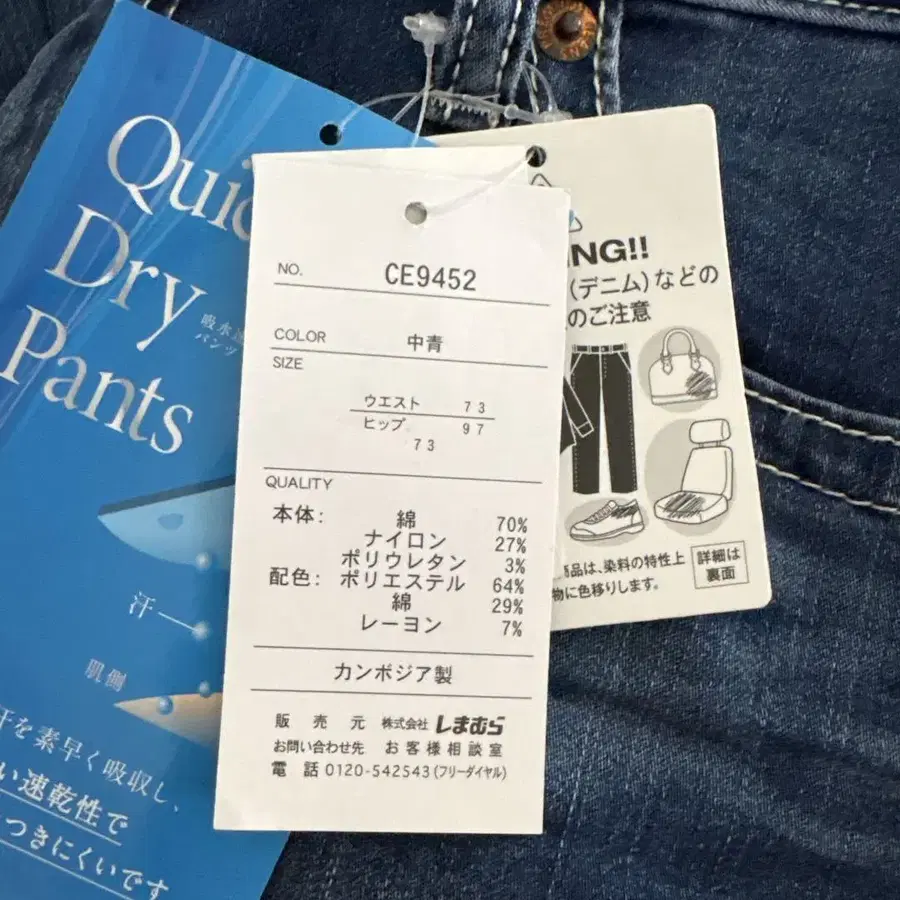 Dry
Pants
パンツ
汗
肌側
汗を素早く吸収し、
い速乾性で
つきにくいです
NO. CE9452
COLOR 中青
SIZE
ウエスト 73
ヒップ 97
73
QUALITY
本体: 綿 70%
ナイロン 27%
ポリウレタン 3%
配色: ポリエステル 64%
綿 29%
レーヨン 7%
カンボジア製
販売元 株式会社 しまむら
お問い合わせ先 お客様相談室
電話 0120-542543(フリーダイヤル)
NG!!
(デニム)などの
のご注意
商品は、染料の特性上
物に色移りします。
詳細は
裏面